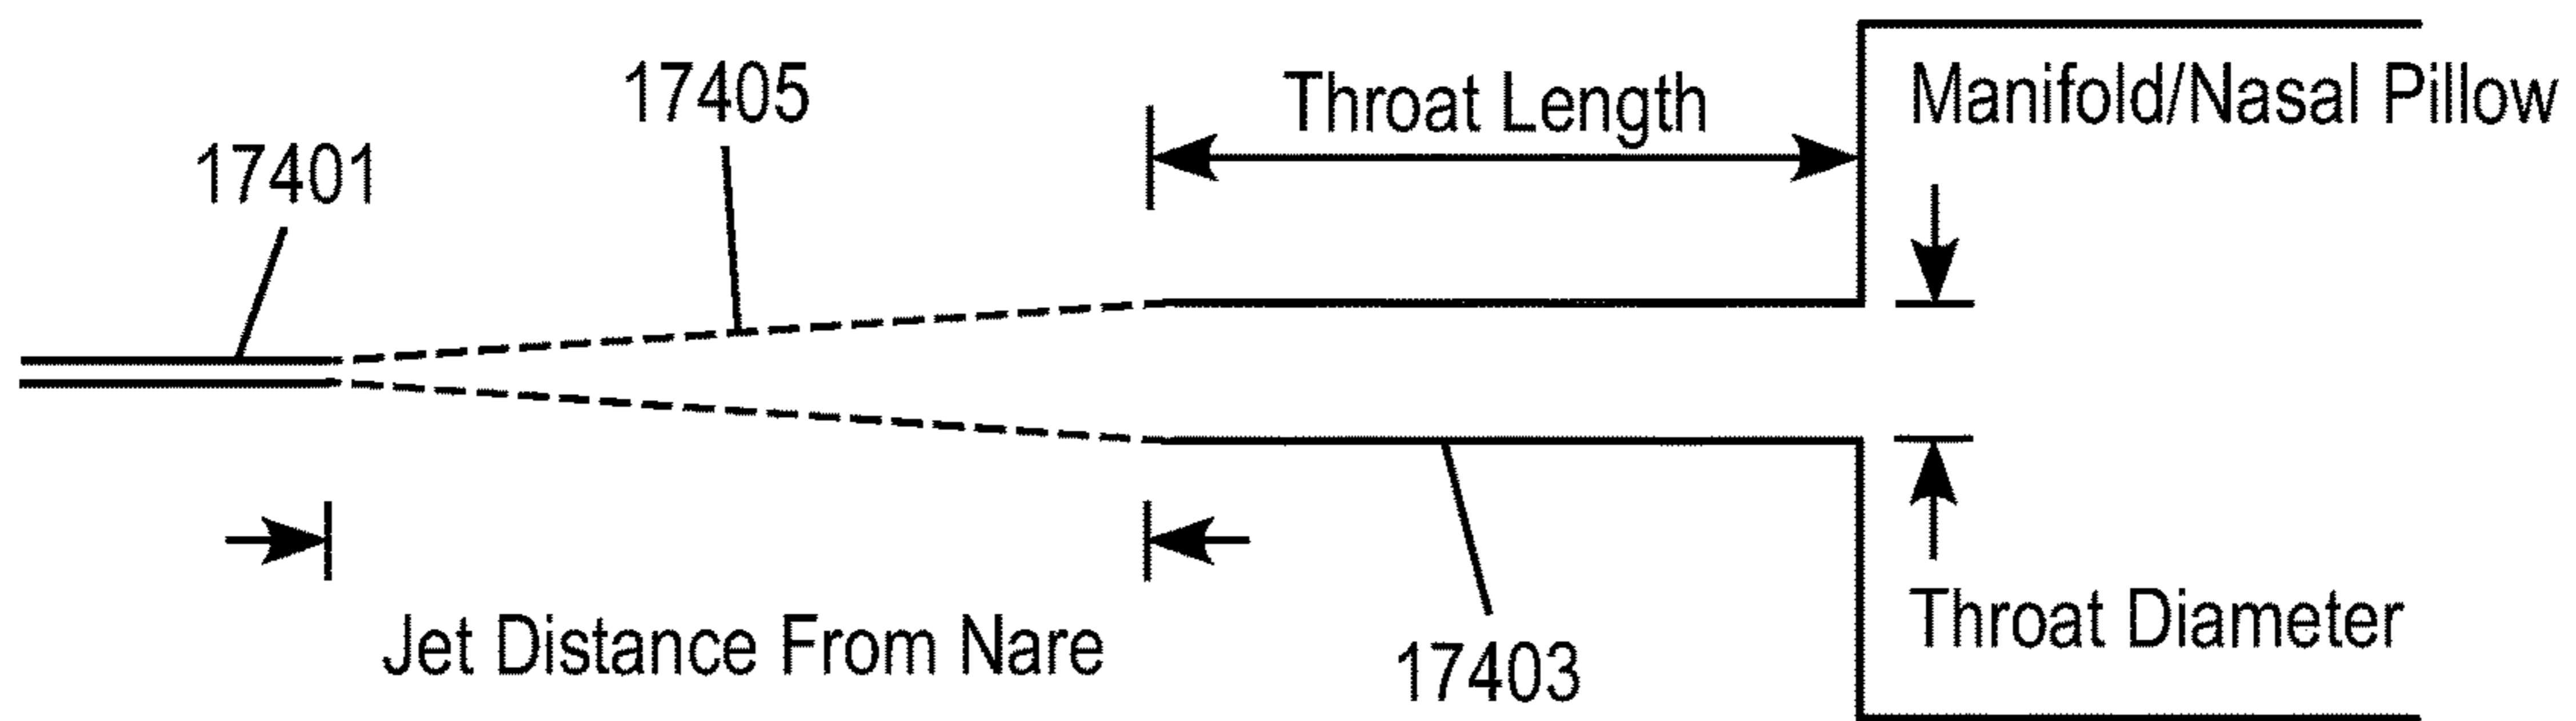 17401
17405
Throat Length
Manifold/Nasal Pillow
Jet Distance From Nare
17403
Throat Diameter